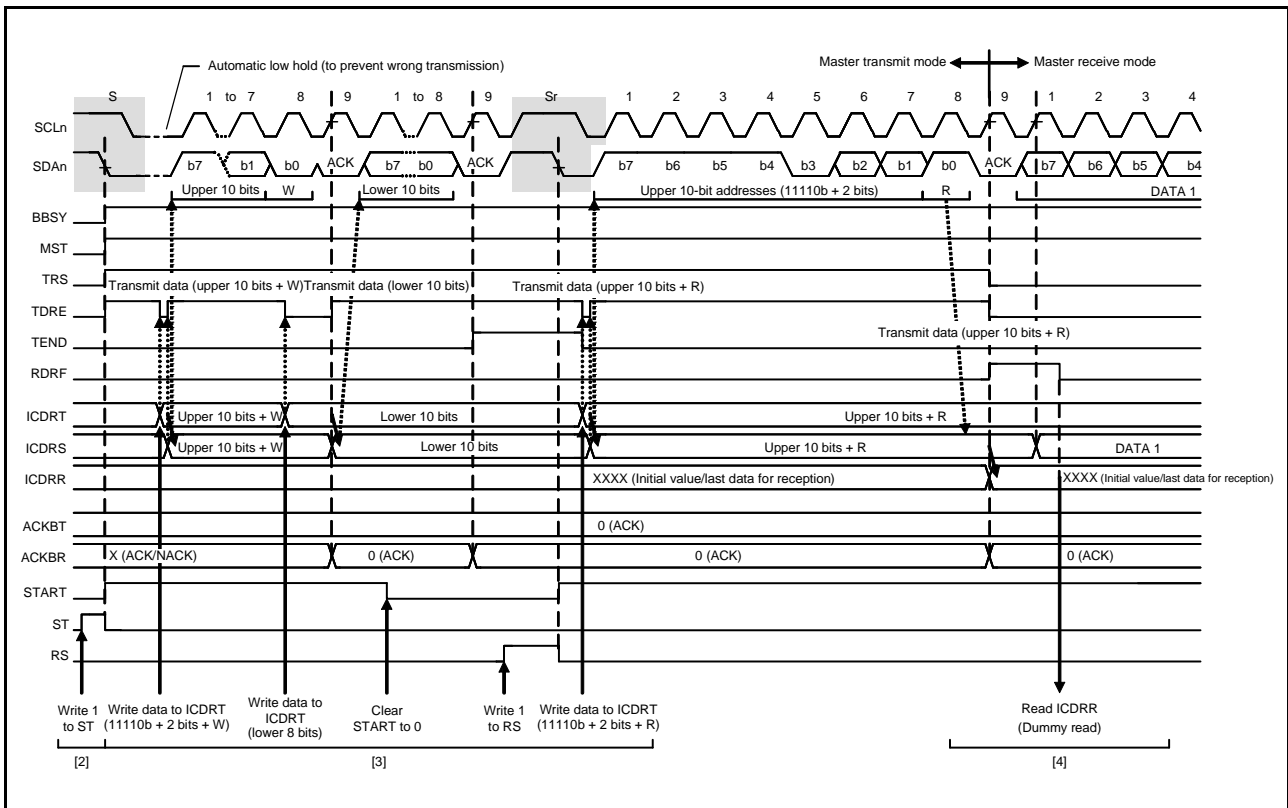 Master transmit mode Master receive mode
Automatic low hold (to prevent wrong transmission)
S 1 to 7 8 9 1 to 8 9 Sr 1 2 3 4 5 6 7 8 9 1 2 3 4
SCLn
SDAn b7 b1 b0 ACK b7 b0 ACK b7 b6 b5 b4 b3 b2 b1 b0 ACK b7 b6 b5 b4
Upper 10 bits W Lower 10 bits Upper 10-bit addresses (11110b + 2 bits) R DATA 1
BBSY
MST
TRS
Transmit data (upper 10 bits + W) Transmit data (lower 10 bits) Transmit data (upper 10 bits + R)
TDRE
Transmit data (upper 10 bits + R)
TEND
RDRF
ICDRT Upper 10 bits + W Lower 10 bits Upper 10 bits + R
ICDRS Upper 10 bits + W Lower 10 bits Upper 10 bits + R DATA 1
ICDRR XXXX (Initial value/last data for reception) XXXX (Initial value/last data for reception)
ACKBT 0 (ACK)
ACKBR X (ACK/NACK) 0 (ACK) 0 (ACK) 0 (ACK)
START
ST
RS
Write 1
to ST
Write data to ICDRT
(11110b + 2 bits + W)
Write data to
ICDRT
(lower 8 bits)
Clear
START to 0
Write 1
to RS
Write data to ICDRT
(11110b + 2 bits + R)
Read ICDRR
(Dummy read)
[2] [3] [4]